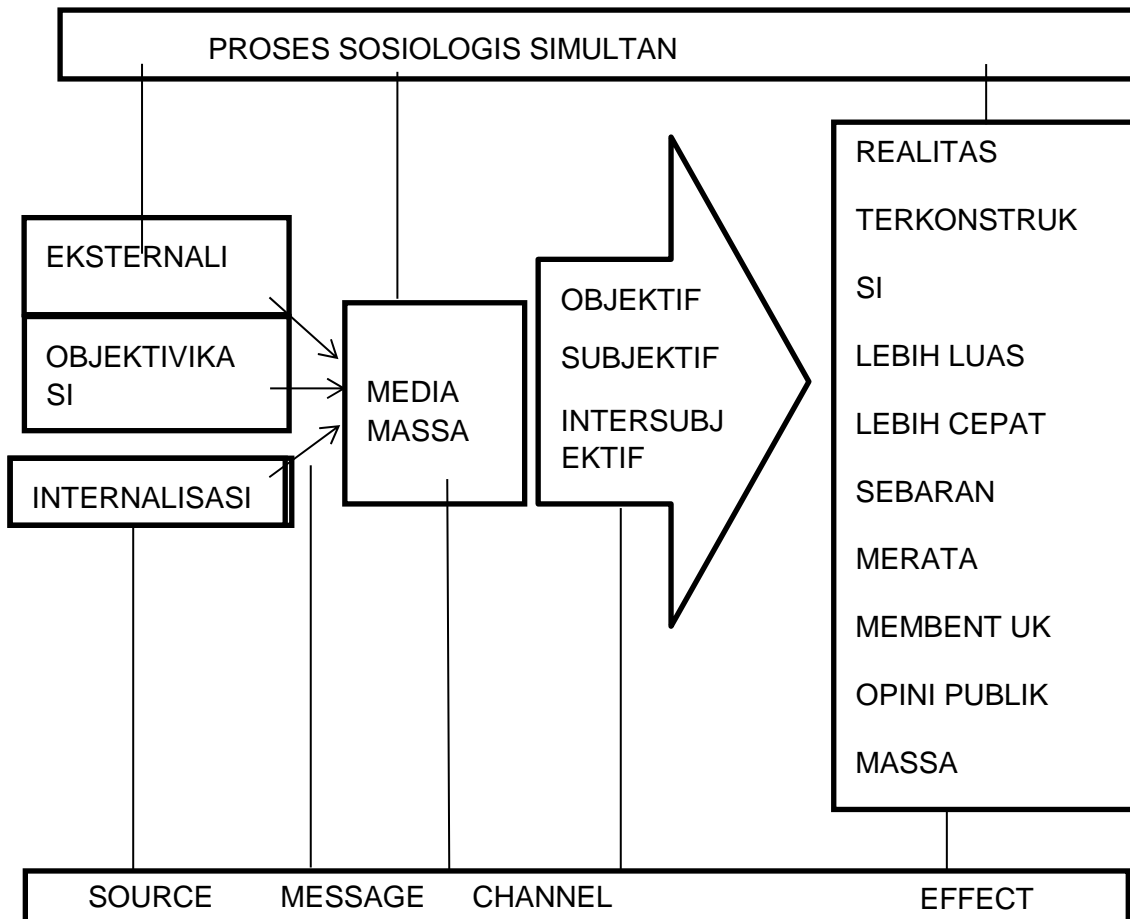 PROSES SOSIOLOGIS SIMULTAN
EKSTERNALI
OBJEKTIVIKA
SI
INTERNALISASI
MEDIA
MASSA
OBJEKTIF
SUBJEKTIF
INTERSUBJ
EKTIF
REALITAS
TERKONSTRUK
SI
LEBIH LUAS
LEBIH CEPAT
SEBARAN
MERATA
MEMBENT UK
OPINI PUBLIK
MASSA
SOURCE MESSAGE CHANNEL EFFECT